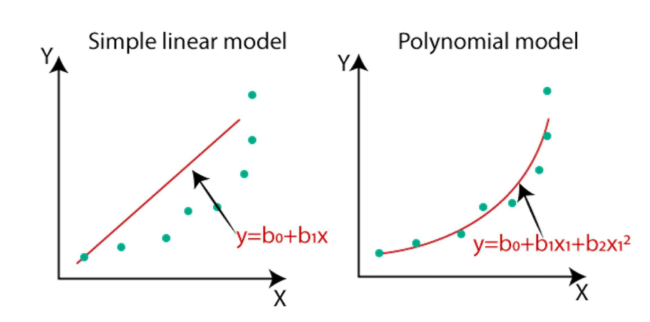 Simple linear model
Y
y=b₀+b₁x
X
Polynomial model
Y
y=b₀+b₁x₁+b₂x₁²
X